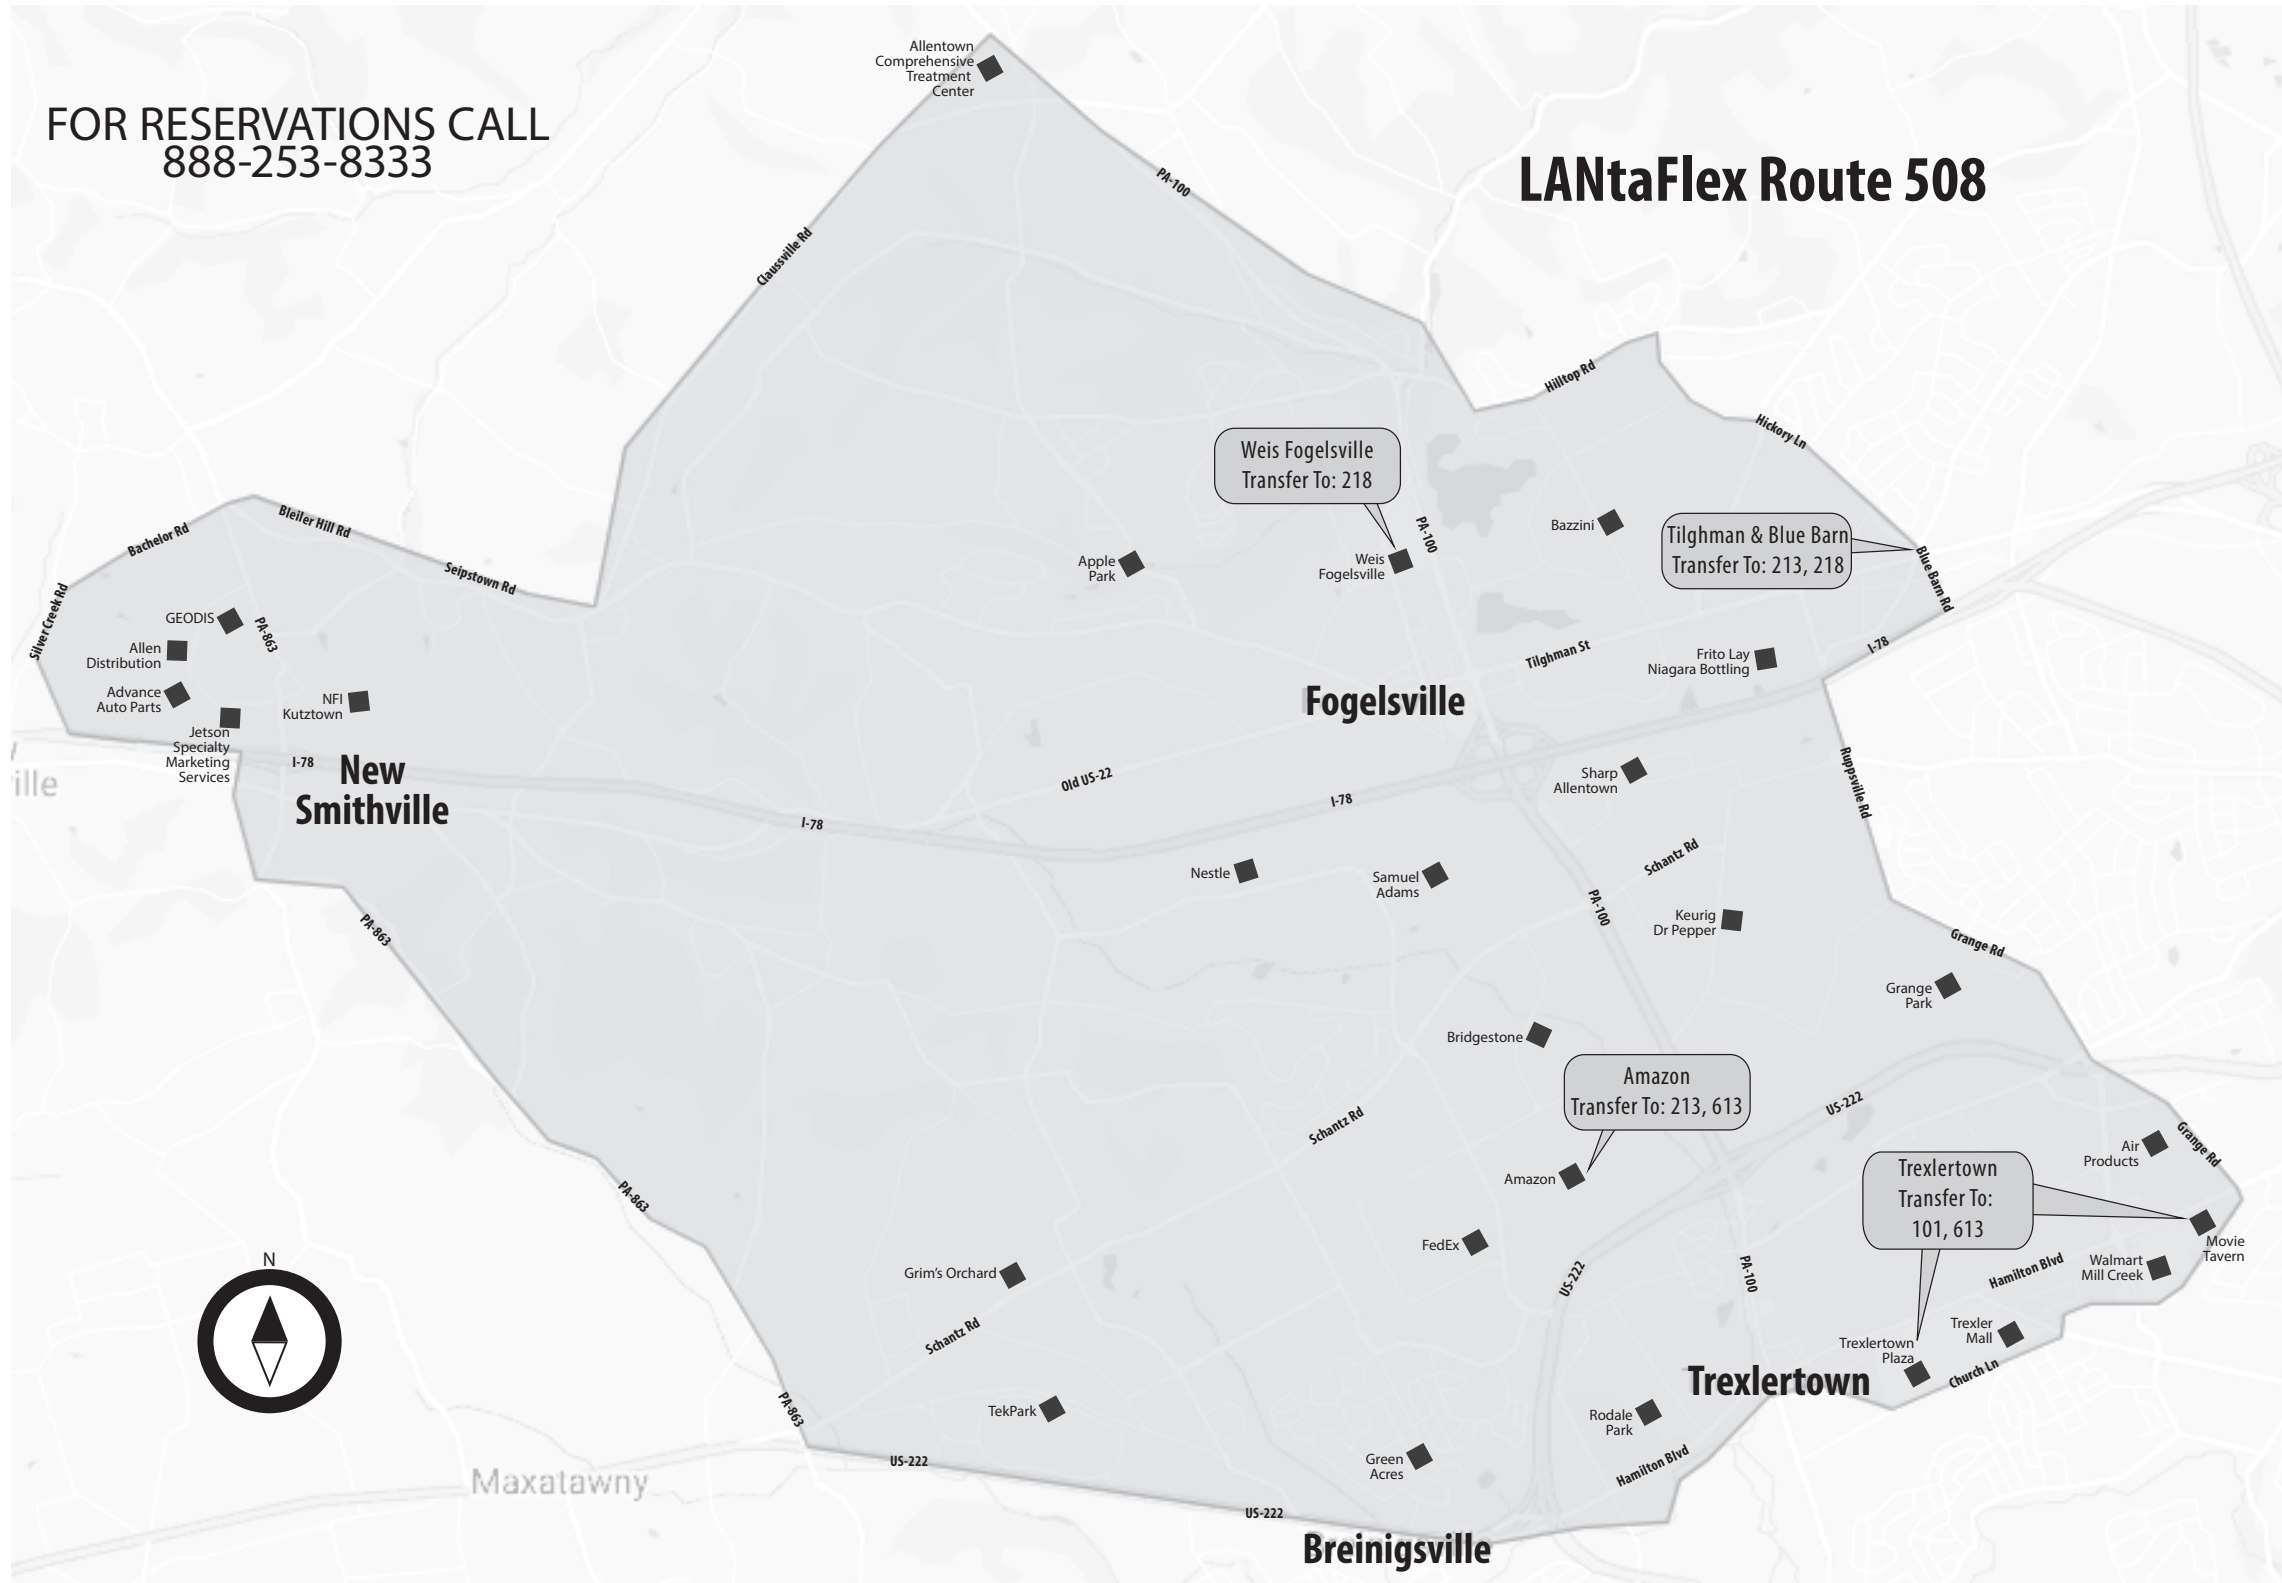 Allentown
Comprehensive
Treatment
Center
FOR RESERVATIONS CALL
888-253-8333
LANtaFlex Route 508
PA-100
Claussville Rd
Hilltop Rd
Hickory Ln
Weis Fogelsville
Transfer To: 218
PA-100
Bazzini
Tilghman & Blue Barn
Transfer To: 213, 218
Blue Barn Rd
Bachelor Rd
Bleiler Hill Rd
Seipstown Rd
Silver Creek Rd
Apple
Park
Weis
Fogelsville
GEODIS
PA-863
Allen
Distribution
Advance
Auto Parts
NFI
Kutztown
Jetson
Specialty
Marketing
Services
Tilghman St
Frito Lay
Niagara Bottling
I-78
Fogelsville
I-78
New
Smithville
ille
Old US-22
I-78
I-78
Sharp
Allentown
Ruppsville Rd
Schantz Rd
Nestle
Samuel
Adams
PA-100
Keurig
Dr Pepper
PA-863
Grange Rd
Grange
Park
Bridgestone
Amazon
Transfer To: 213, 613
US-222
Schantz Rd
Air
Products
Grange Rd
Amazon
Trexlertown
Transfer To:
101, 613
PA-863
FedEx
Movie
Tavern
N
Grim's Orchard
US-222
PA-100
Hamilton Blvd
Walmart
Mill Creek
Schantz Rd
Trexler
Mall
Trexlertown
Plaza
Church Ln
Trexlertown
PA-863
TekPark
Rodale
Park
Green
Acres
Hamilton Blvd
US-222
Maxatawny
US-222
Breinigsville